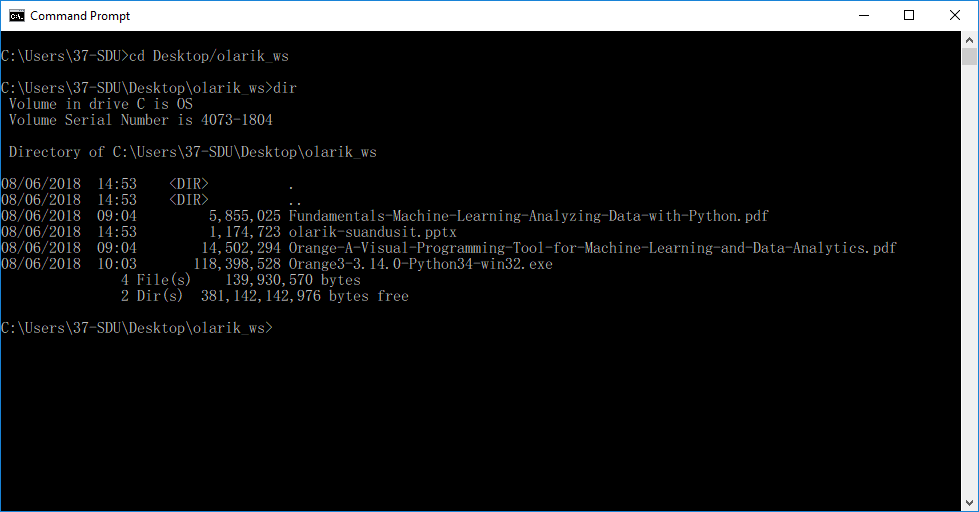 Command Prompt
C:\Users\37-SDU>cd Desktop/olarik_ws
C:\Users\37-SDU\Desktop\olarik_ws>dir
 Volume in drive C is OS
 Volume Serial Number is 4073-1804
 Directory of C:\Users\37-SDU\Desktop\olarik_ws
08/06/2018  14:53    <DIR>          .
08/06/2018  14:53    <DIR>          ..
08/06/2018  09:04         5,855,025 Fundamentals-Machine-Learning-Analyzing-Data-with-Python.pdf
08/06/2018  14:53         1,174,723 olarik-suandusit.pptx
08/06/2018  09:04        14,502,294 Orange-A-Visual-Programming-Tool-for-Machine-Learning-and-Data-Analytics.pdf
08/06/2018  10:03       118,398,528 Orange3-3.14.0-Python34-win32.exe
               4 File(s)    139,930,570 bytes
               2 Dir(s)  381,142,142,976 bytes free
C:\Users\37-SDU\Desktop\olarik_ws>